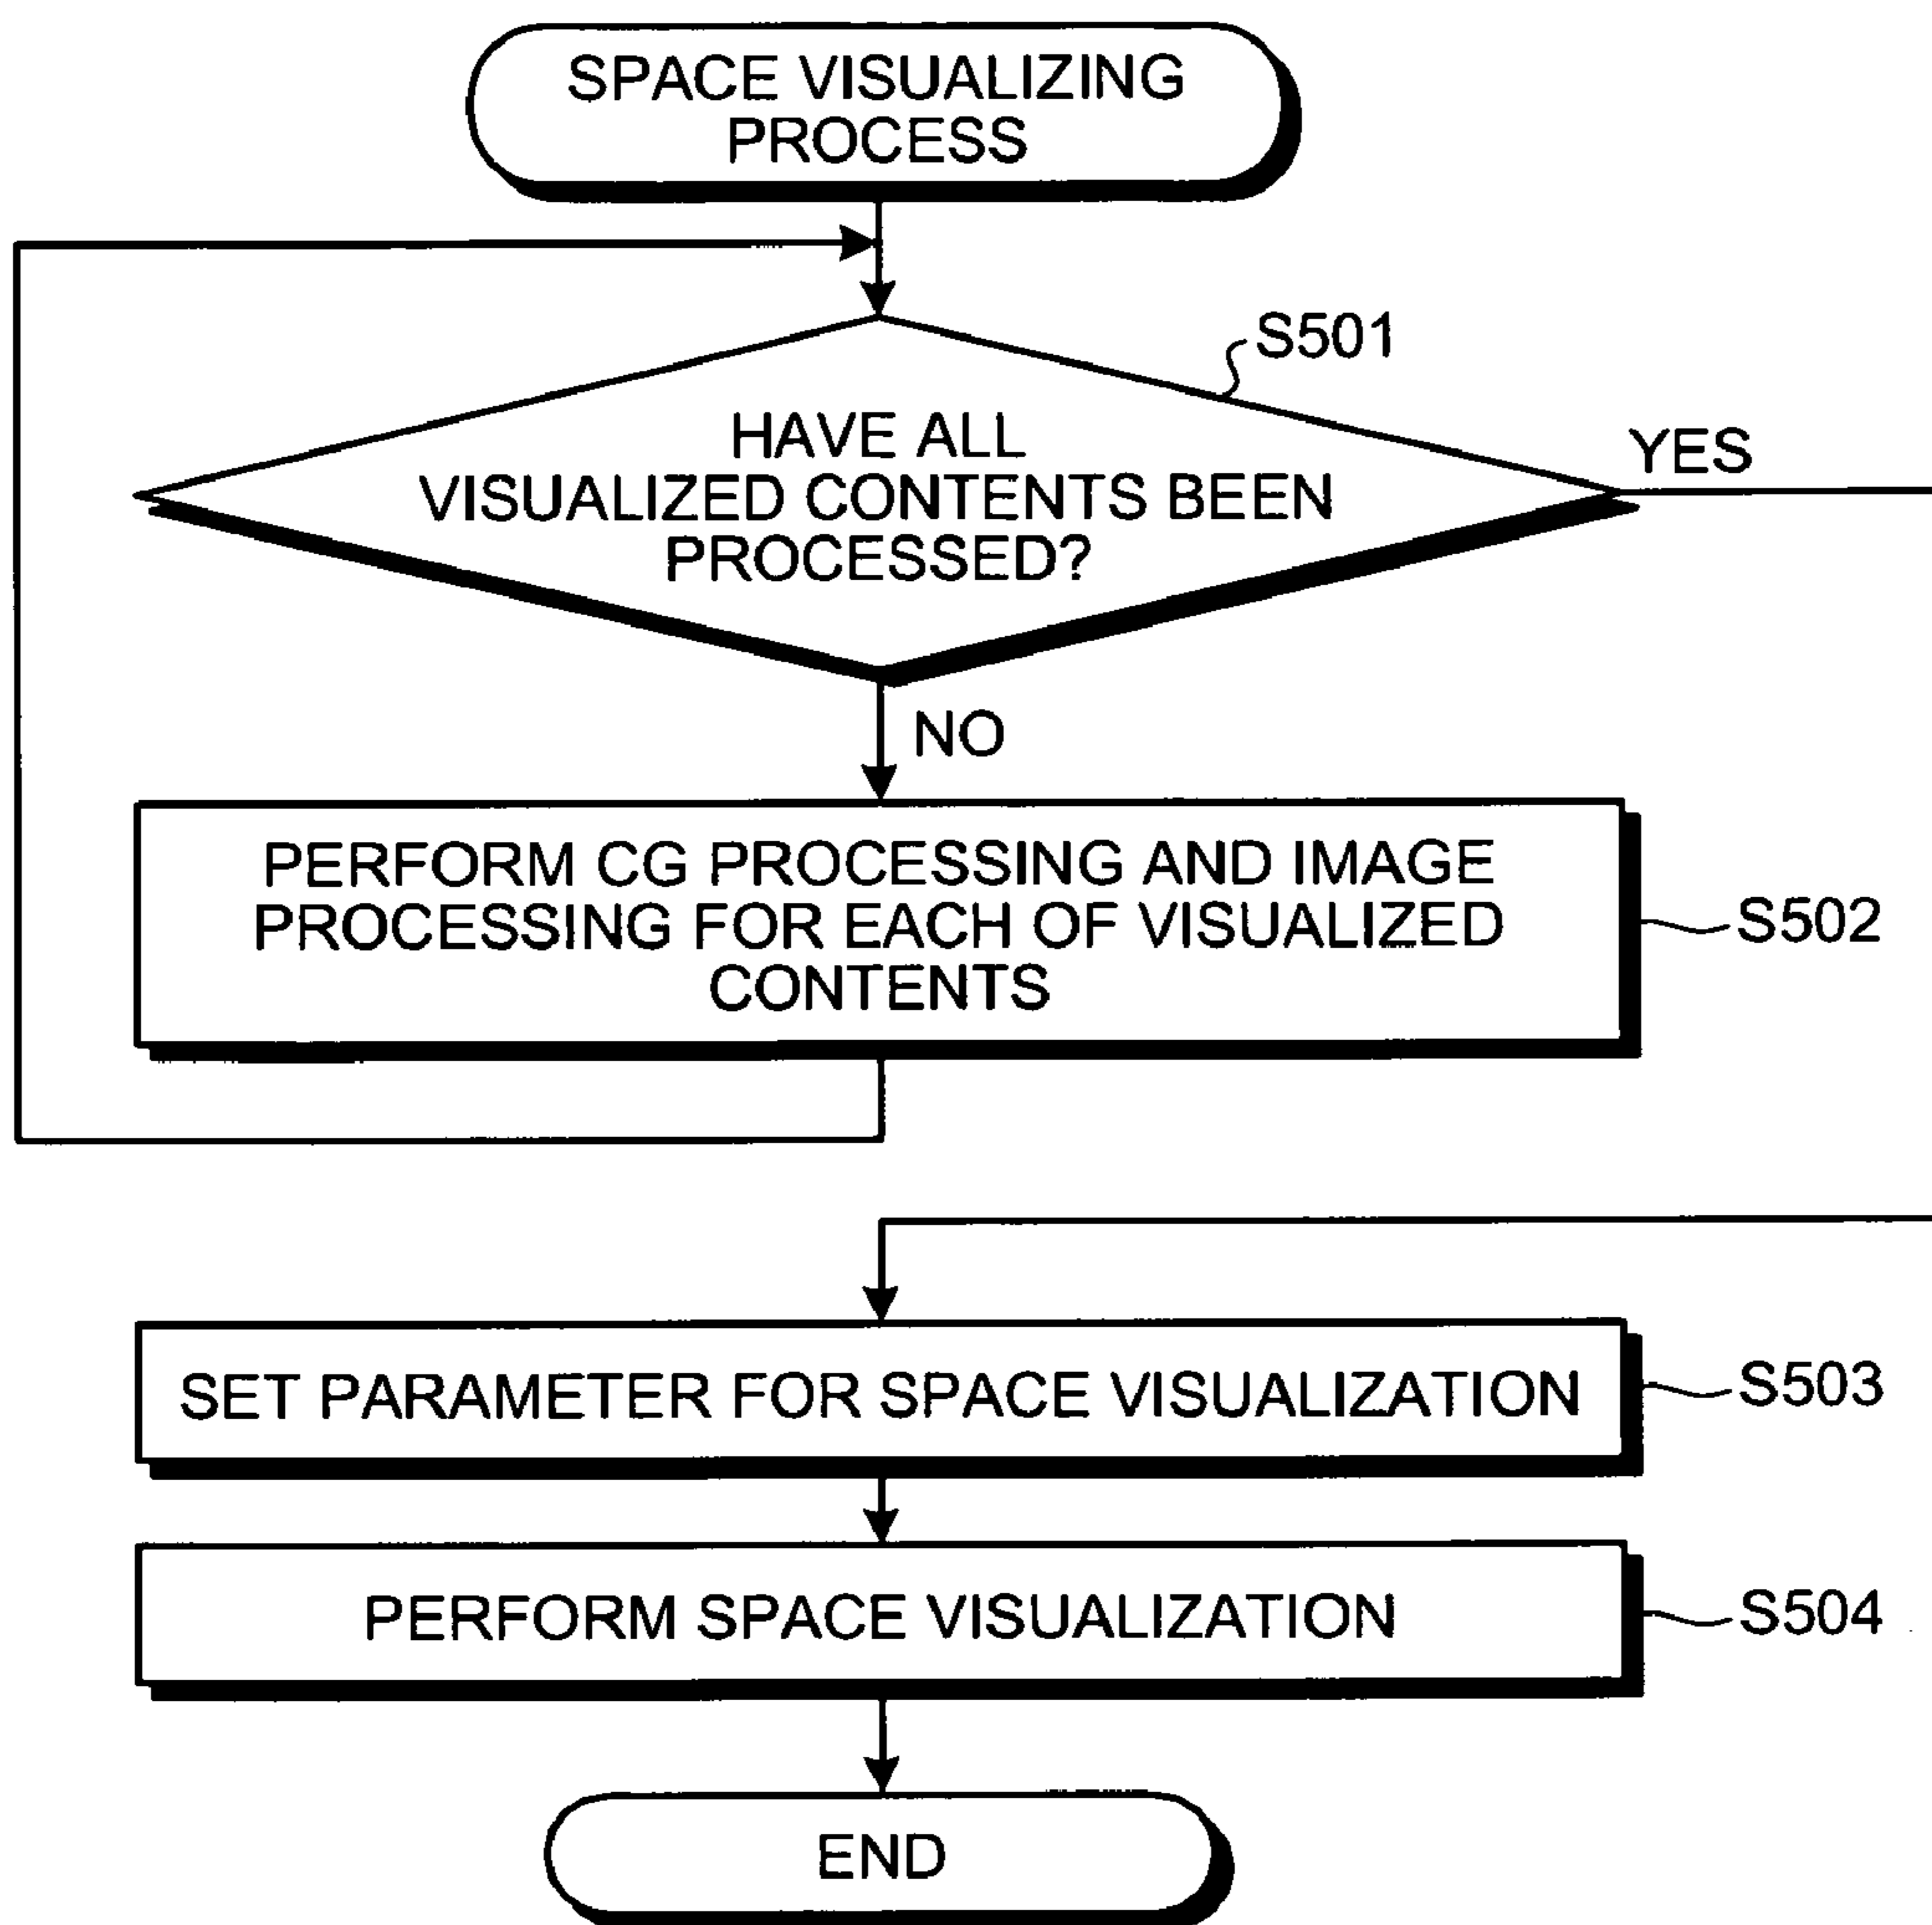 SPACE VISUALIZING
PROCESS
S501
HAVE ALL
VISUALIZED CONTENTS BEEN
PROCESSED?
YES
NO
PERFORM CG PROCESSING AND IMAGE
PROCESSING FOR EACH OF VISUALIZED
CONTENTS
S502
SET PARAMETER FOR SPACE VISUALIZATION
S503
PERFORM SPACE VISUALIZATION
S504
END